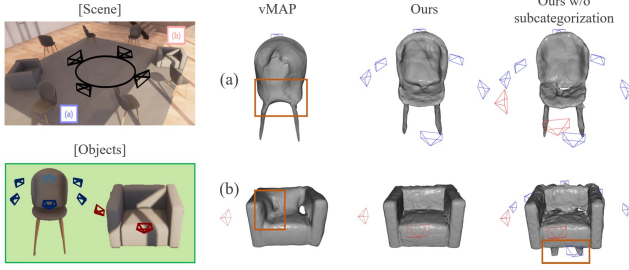 [Scene]
vMAP
Ours
Ours w/o
subcategorization
(b)
(a)
(a)
[Objects]
(b)